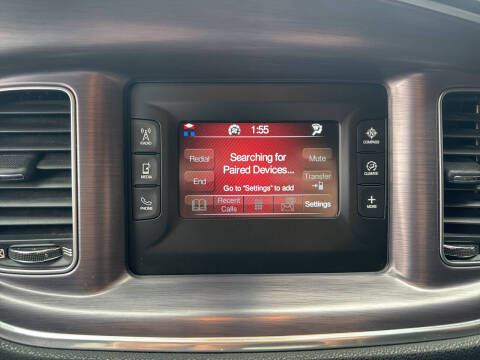 1:55
RADIO
MEDIA
PHONE
Redial
End
Searching for
Paired Devices...
Go to "Settings" to add
Mute
Transfer
Recent
Calls
Settings
COMPASS
CLIMATE
MORE